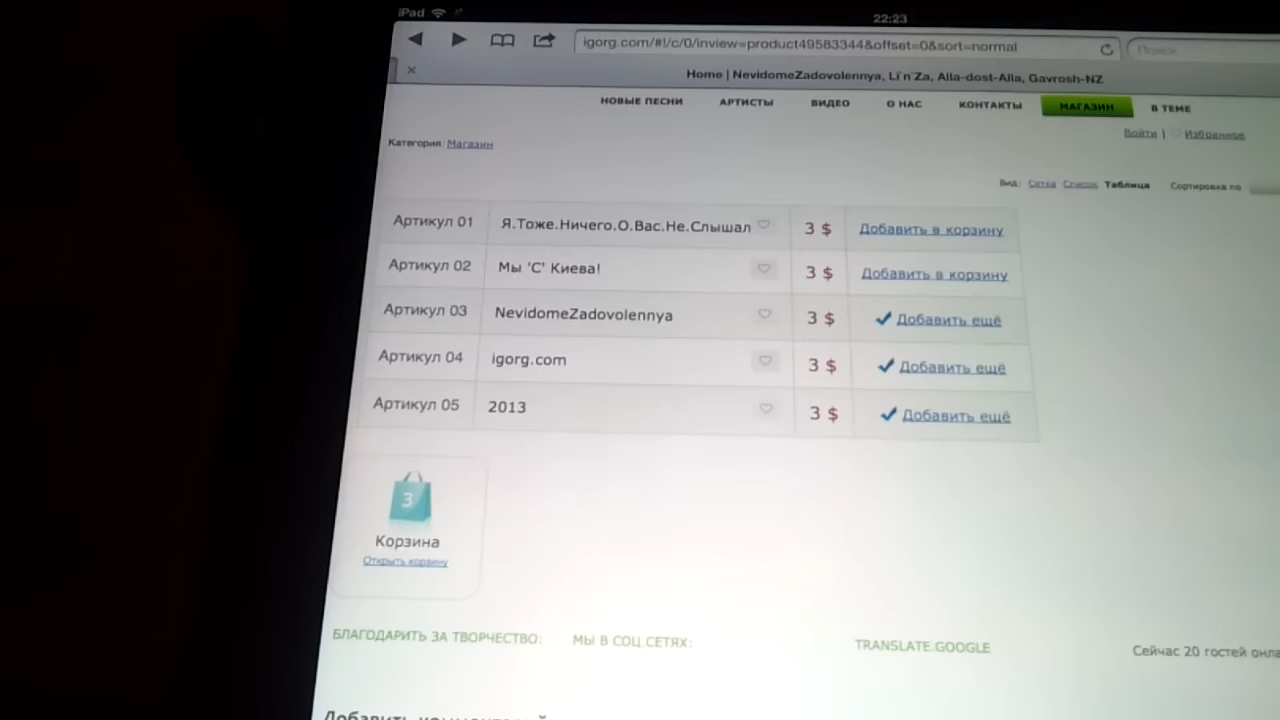 iPad 22:23
igorg.com/#!/c/0/inview=product49583344&offset=0&sort=normal Поиск
Home | NevidomeZadovolennya, Li`n`Za, Alla-dost-Alla, Gavrosh-NZ
НОВЫЕ ПЕСНИ АРТИСТЫ ВИДЕО О НАС КОНТАКТЫ МАГАЗИН В ТЕМЕ
Войти | Избранное
Категория: Магазин
Вид: Сетка Список Таблица Сортировка по
Артикул 01 Я.Тоже.Ничего.О.Вас.Не.Слышал 3 $ Добавить в корзину
Артикул 02 Мы 'С' Киева! 3 $ Добавить в корзину
Артикул 03 NevidomeZadovolennya 3 $ Добавить ещё
Артикул 04 igorg.com 3 $ Добавить ещё
Артикул 05 2013 3 $ Добавить ещё
3
Корзина
Открыть корзину
БЛАГОДАРИТЬ ЗА ТВОРЧЕСТВО: МЫ В СОЦ.СЕТЯХ: TRANSLATE.GOOGLE Сейчас 20 гостей онла